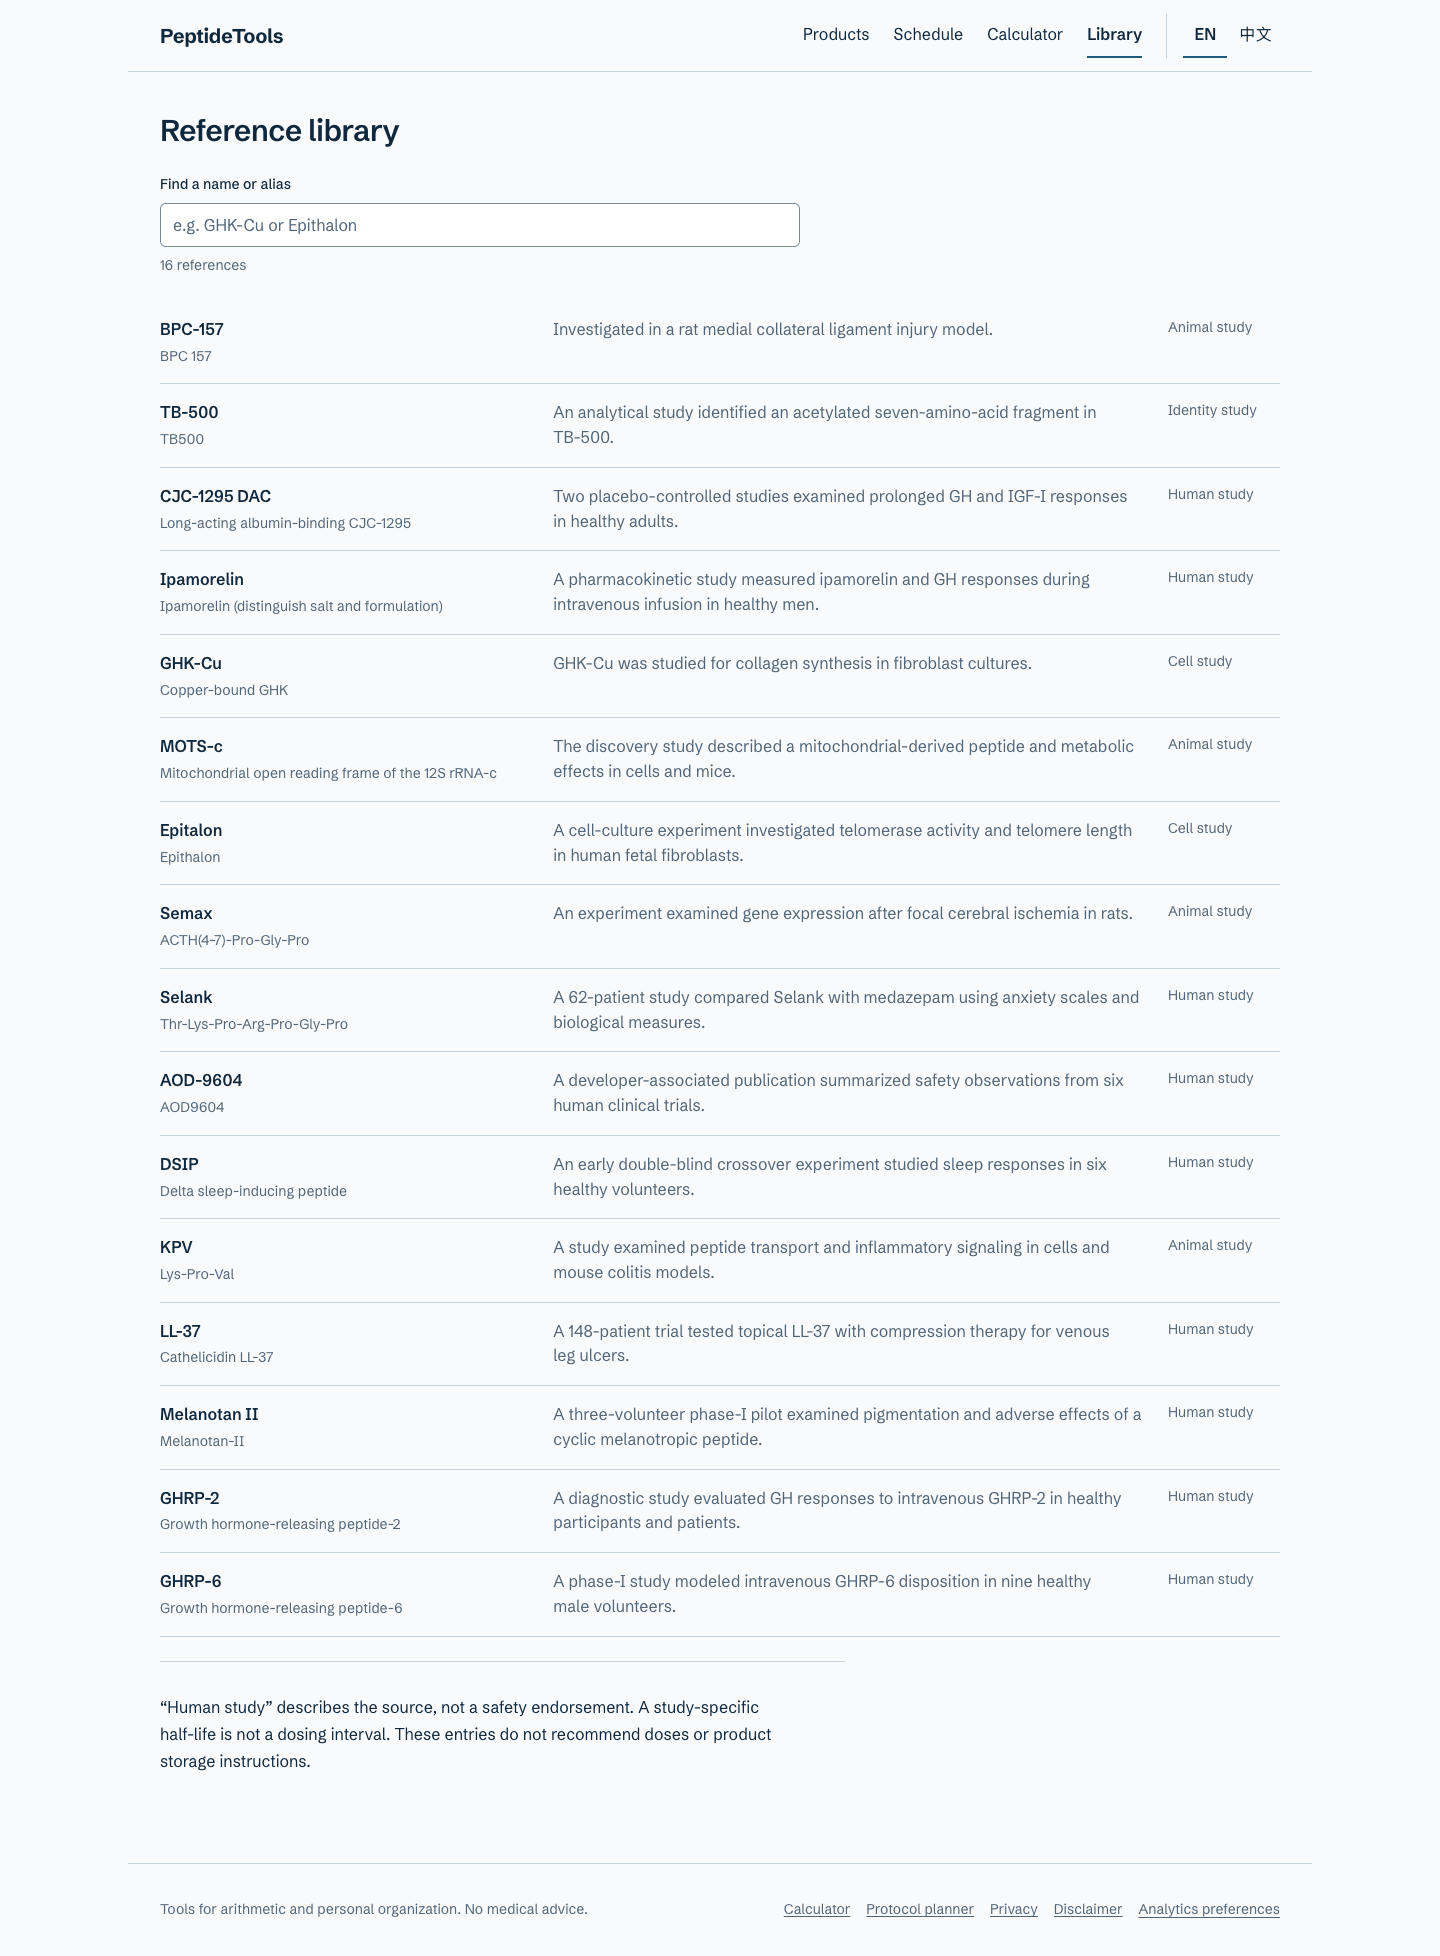 PeptideTools
Products Schedule Calculator Library EN 中文
Reference library
Find a name or alias
e.g. GHK-Cu or Epithalon
16 references
BPC-157
BPC 157
Investigated in a rat medial collateral ligament injury model.
Animal study
TB-500
TB500
An analytical study identified an acetylated seven-amino-acid fragment in
TB-500.
Identity study
CJC-1295 DAC
Long-acting albumin-binding CJC-1295
Two placebo-controlled studies examined prolonged GH and IGF-I responses
in healthy adults.
Human study
Ipamorelin
Ipamorelin (distinguish salt and formulation)
A pharmacokinetic study measured ipamorelin and GH responses during
intravenous infusion in healthy men.
Human study
GHK-Cu
Copper-bound GHK
GHK-Cu was studied for collagen synthesis in fibroblast cultures.
Cell study
MOTS-c
Mitochondrial open reading frame of the 12S rRNA-c
The discovery study described a mitochondrial-derived peptide and metabolic
effects in cells and mice.
Animal study
Epitalon
Epithalon
A cell-culture experiment investigated telomerase activity and telomere length
in human fetal fibroblasts.
Cell study
Semax
ACTH(4-7)-Pro-Gly-Pro
An experiment examined gene expression after focal cerebral ischemia in rats.
Animal study
Selank
Thr-Lys-Pro-Arg-Pro-Gly-Pro
A 62-patient study compared Selank with medazepam using anxiety scales and
biological measures.
Human study
AOD-9604
AOD9604
A developer-associated publication summarized safety observations from six
human clinical trials.
Human study
DSIP
Delta sleep-inducing peptide
An early double-blind crossover experiment studied sleep responses in six
healthy volunteers.
Human study
KPV
Lys-Pro-Val
A study examined peptide transport and inflammatory signaling in cells and
mouse colitis models.
Animal study
LL-37
Cathelicidin LL-37
A 148-patient trial tested topical LL-37 with compression therapy for venous
leg ulcers.
Human study
Melanotan II
Melanotan-II
A three-volunteer phase-I pilot examined pigmentation and adverse effects of a
cyclic melanotropic peptide.
Human study
GHRP-2
Growth hormone-releasing peptide-2
A diagnostic study evaluated GH responses to intravenous GHRP-2 in healthy
participants and patients.
Human study
GHRP-6
Growth hormone-releasing peptide-6
A phase-I study modeled intravenous GHRP-6 disposition in nine healthy
male volunteers.
Human study
“Human study” describes the source, not a safety endorsement. A study-specific
half-life is not a dosing interval. These entries do not recommend doses or product
storage instructions.
Tools for arithmetic and personal organization. No medical advice.
Calculator Protocol planner Privacy Disclaimer Analytics preferences